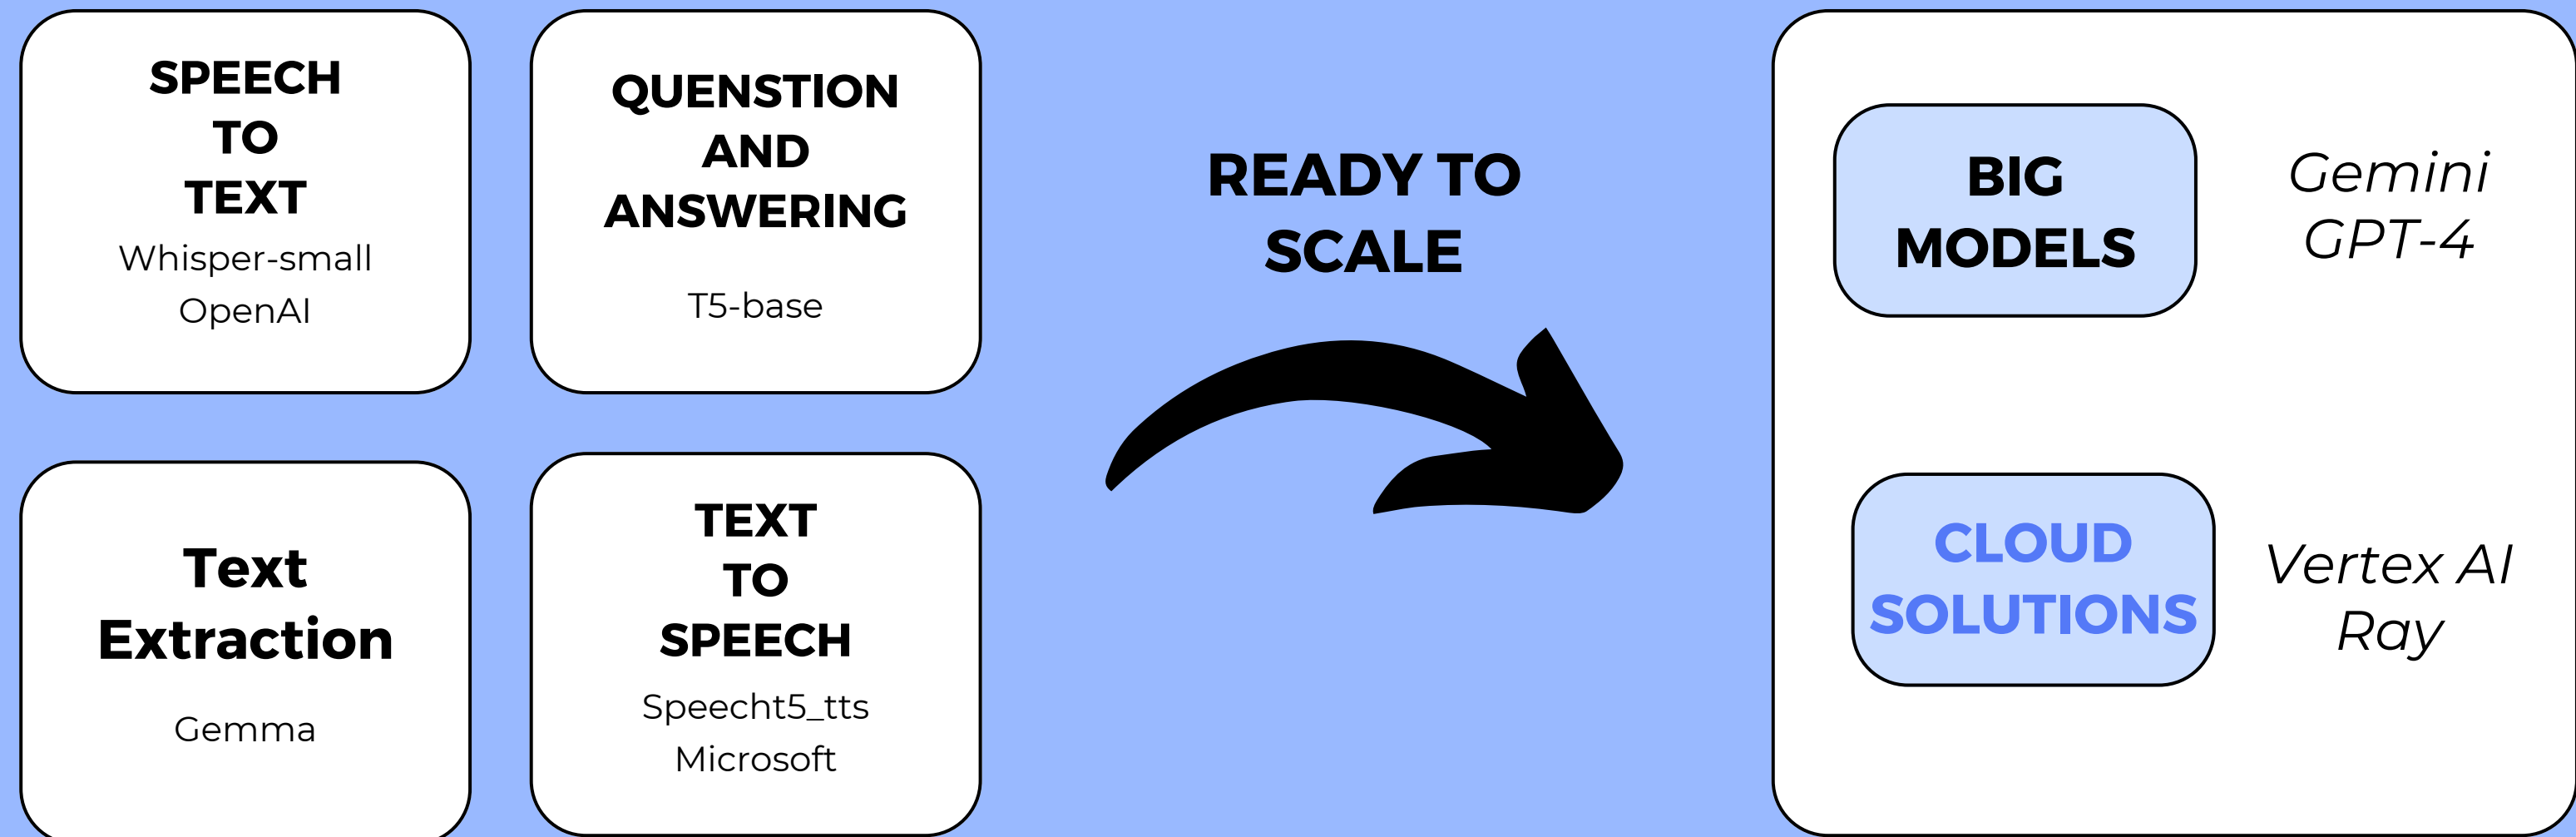 SPEECH
TO
TEXT
Whisper-small
OpenAI
QUENSTION
AND
ANSWERING
T5-base
Text
Extraction
Gemma
TEXT
TO
SPEECH
Speecht5_tts
Microsoft
READY TO
SCALE
BIG
MODELS
Gemini
GPT-4
CLOUD
SOLUTIONS
Vertex AI
Ray